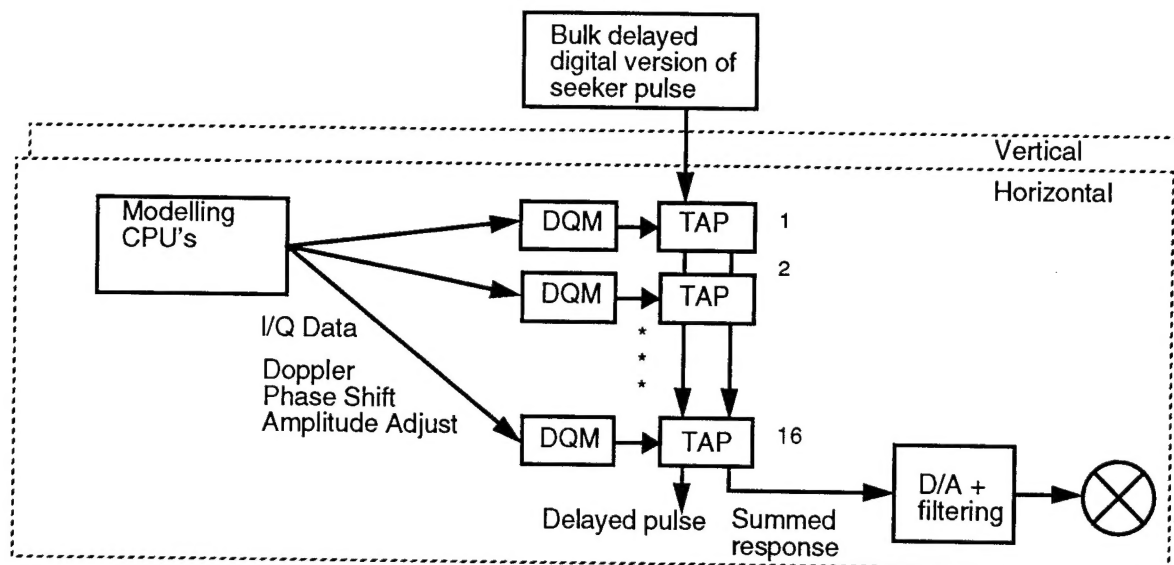 Bulk delayed
digital version of
seeker pulse
Vertical
Horizontal
Modelling
CPU's
DQM
TAP
1
2
DQM
TAP
I/Q Data
Doppler
Phase Shift
Amplitude Adjust
*
*
*
DQM
TAP
16
D/A +
filtering
Delayed pulse
Summed
response